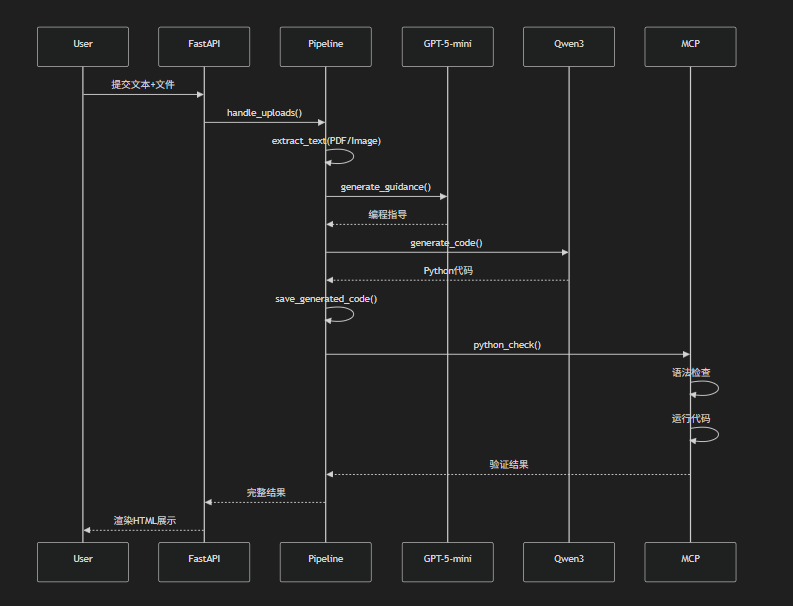 User
FastAPI
Pipeline
GPT-5-mini
Qwen3
MCP
提交文本+文件
handle_uploads()
extract_text(PDF/Image)
generate_guidance()
编程指导
generate_code()
Python代码
save_generated_code()
python_check()
语法检查
运行代码
验证结果
完整结果
渲染HTML展示
User
FastAPI
Pipeline
GPT-5-mini
Qwen3
MCP